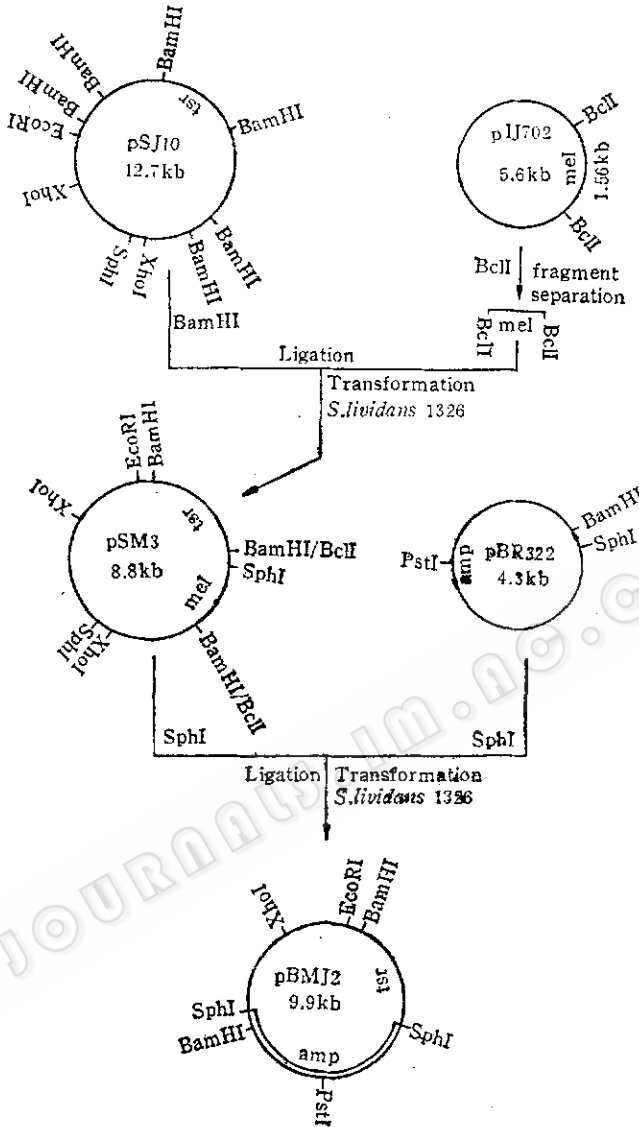 BamHI
BamHI
BamHI
EcoRI
XhoI
SphI
XhoI
BamHI
BamHI
BamHI
tsr
pSJ10
12.7kb
BclI
pIJ702
5.6kb
mel
1.56kb
BclI
BclI
fragment
separation
BclI
mel
BclI
BamHI
Ligation
Transformation
S.lividans 1326
EcoRI
BamHI
XhoI
tsr
pSM3
8.8kb
BamHI/BclI
SphI
mel
BamHI/BclI
XhoI
SphI
BamHI
SphI
PstI
amp
pBR322
4.3kb
SphI
SphI
Ligation
Transformation
S.lividans 1326
EcoRI
BamHI
XhoI
tsr
pBMJ2
9.9kb
SphI
BamHI
SphI
amp
PstI